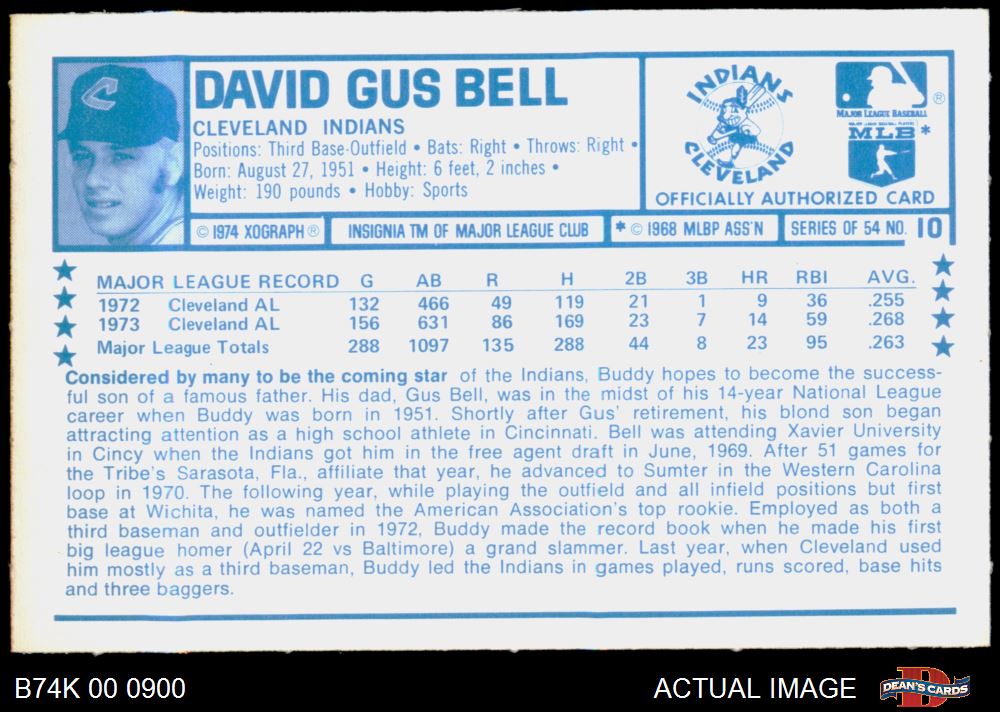 DAVID GUS BELL
CLEVELAND INDIANS
Positions: Third Base-Outfield • Bats: Right • Throws: Right •
Born: August 27, 1951 • Height: 6 feet, 2 inches •
Weight: 190 pounds • Hobby: Sports
C
INDIANS
CLEVELAND
®
MAJOR LEAGUE BASEBALL
MAJOR LEAGUE BASEBALL PLAYERS
MLB*
OFFICIALLY AUTHORIZED CARD
© 1974 XOGRAPH ®
INSIGNIA TM OF MAJOR LEAGUE CLUB
* © 1968 MLBP ASS'N
SERIES OF 54 NO. 10
MAJOR LEAGUE RECORD G AB R H 2B 3B HR RBI AVG.
1972 Cleveland AL 132 466 49 119 21 1 9 36 .255
1973 Cleveland AL 156 631 86 169 23 7 14 59 .268
Major League Totals 288 1097 135 288 44 8 23 95 .263
Considered by many to be the coming star of the Indians, Buddy hopes to become the success-
ful son of a famous father. His dad, Gus Bell, was in the midst of his 14-year National League
career when Buddy was born in 1951. Shortly after Gus' retirement, his blond son began
attracting attention as a high school athlete in Cincinnati. Bell was attending Xavier University
in Cincy when the Indians got him in the free agent draft in June, 1969. After 51 games for
the Tribe's Sarasota, Fla., affiliate that year, he advanced to Sumter in the Western Carolina
loop in 1970. The following year, while playing the outfield and all infield positions but first
base at Wichita, he was named the American Association's top rookie. Employed as both a
third baseman and outfielder in 1972, Buddy made the record book when he made his first
big league homer (April 22 vs Baltimore) a grand slammer. Last year, when Cleveland used
him mostly as a third baseman, Buddy led the Indians in games played, runs scored, base hits
and three baggers.
B74K 00 0900
ACTUAL IMAGE
D
DEAN'S CARDS